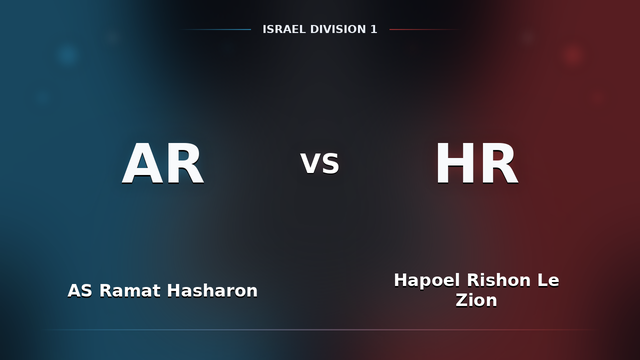 ISRAEL DIVISION 1
AR
VS
HR
AS Ramat Hasharon
Hapoel Rishon Le
Zion